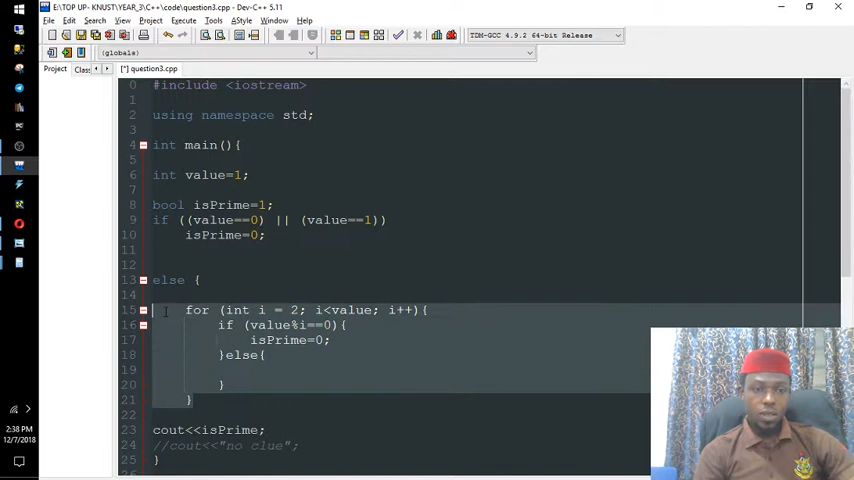 E:\TOP UP - KNUST\YEAR_3\C++\code\question3.cpp - Dev-C++ 5.11
File Edit Search View Project Execute Tools AStyle Window Help
TDM-GCC 4.9.2 64-bit Release
(globals)
Project Class [*] question3.cpp
0 #include <iostream>
1
2 using namespace std;
3
4 int main(){
5
6 int value=1;
7
8 bool isPrime=1;
9 if ((value==0) || (value==1))
10 isPrime=0;
11
12
13 else {
14
15 for (int i = 2; i<value; i++){
16 if (value%i==0){
17 isPrime=0;
18 }else{
19
20 }
21 }
22
23 cout<<isPrime;
24 //cout<<"no clue";
25 }
2:38 PM
12/7/2018